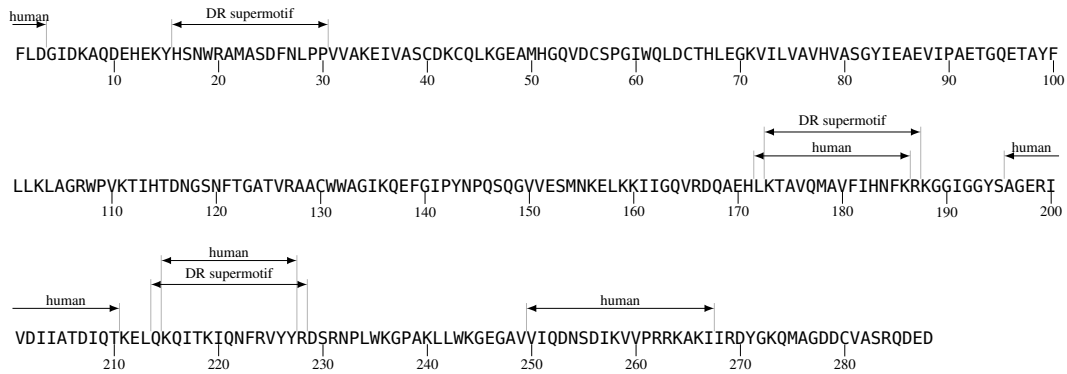 human DR supermotif
FLDGIDKAQDEHEKYHSNWRAMASDFNLPPVVAKEIVASCDKCQLKGEAMHGQVDCSPGIWQLDCTHLEGKVILVAVHVASGYIEAEVIPAETGQETAYF
10 20 30 40 50 60 70 80 90 100
DR supermotif
human human
LLKLAGRWPVKTIHTDNGSNFTGATVRAACWWAGIKQEFGIPYNPQSQGVVESMNKELKKIIGQVRDQAEHLKTAVQMAVFIHNFKRKGGIGGYSAGERI
110 120 130 140 150 160 170 180 190 200
human
DR supermotif
human human
VDIIATDIQTKELQKQITKIQNFRVYYRDSRNPLWKGPAKLLWKGEGAVVIQDNSDIKVVPRRKAKIIRDYGKQMAGDDCVASRQDED
210 220 230 240 250 260 270 280